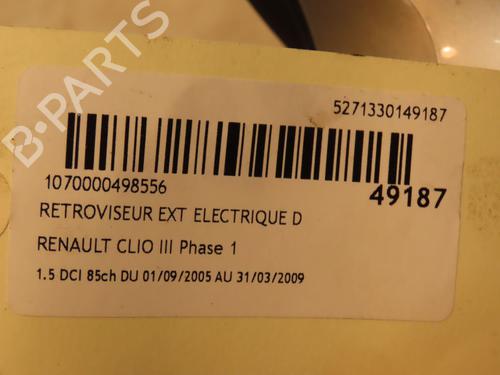 5271330149187
1070000498556
49187
RETROVISEUR EXT ELECTRIQUE D
RENAULT CLIO III Phase 1
1.5 DCI 85ch DU 01/09/2005 AU 31/03/2009
B-PARTS